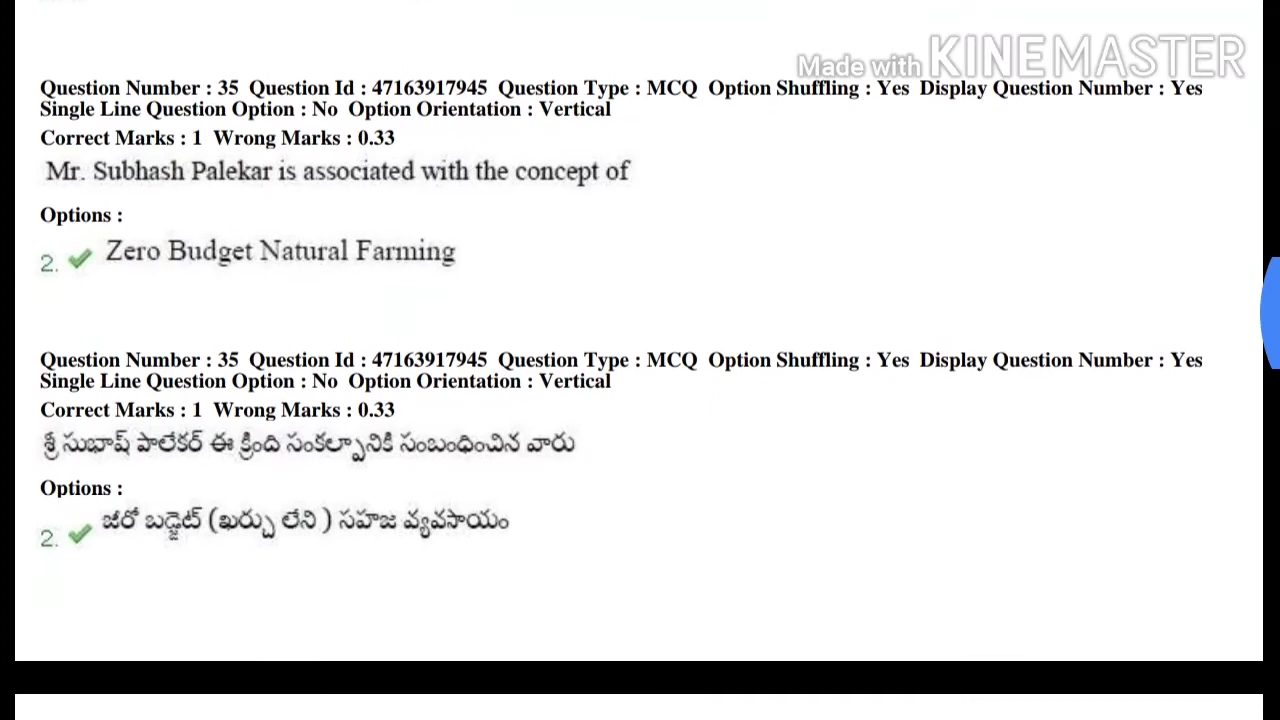 Made with KINEMASTER
Question Number : 35 Question Id : 47163917945 Question Type : MCQ Option Shuffling : Yes Display Question Number : Yes
Single Line Question Option : No Option Orientation : Vertical
Correct Marks : 1 Wrong Marks : 0.33
Mr. Subhash Palekar is associated with the concept of
Options :
2. Zero Budget Natural Farming
Question Number : 35 Question Id : 47163917945 Question Type : MCQ Option Shuffling : Yes Display Question Number : Yes
Single Line Question Option : No Option Orientation : Vertical
Correct Marks : 1 Wrong Marks : 0.33
శ్రీ సుభాష్ పాలేకర్ ఈ క్రింది సంకల్పానికి సంబంధించిన వారు
Options :
2. జీరో బడ్జెట్ (ఖర్చు లేని ) సహజ వ్యవసాయం